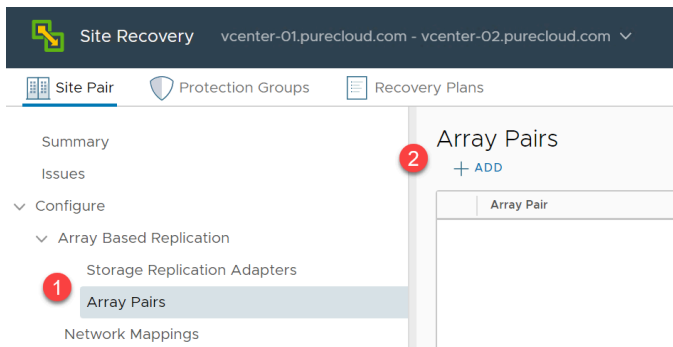 Site Recovery vcenter-01.purecloud.com - vcenter-02.purecloud.com
Site Pair Protection Groups Recovery Plans
Summary
Issues
Configure
Array Based Replication
Storage Replication Adapters
1
Array Pairs
Network Mappings
Array Pairs
2
ADD
Array Pair